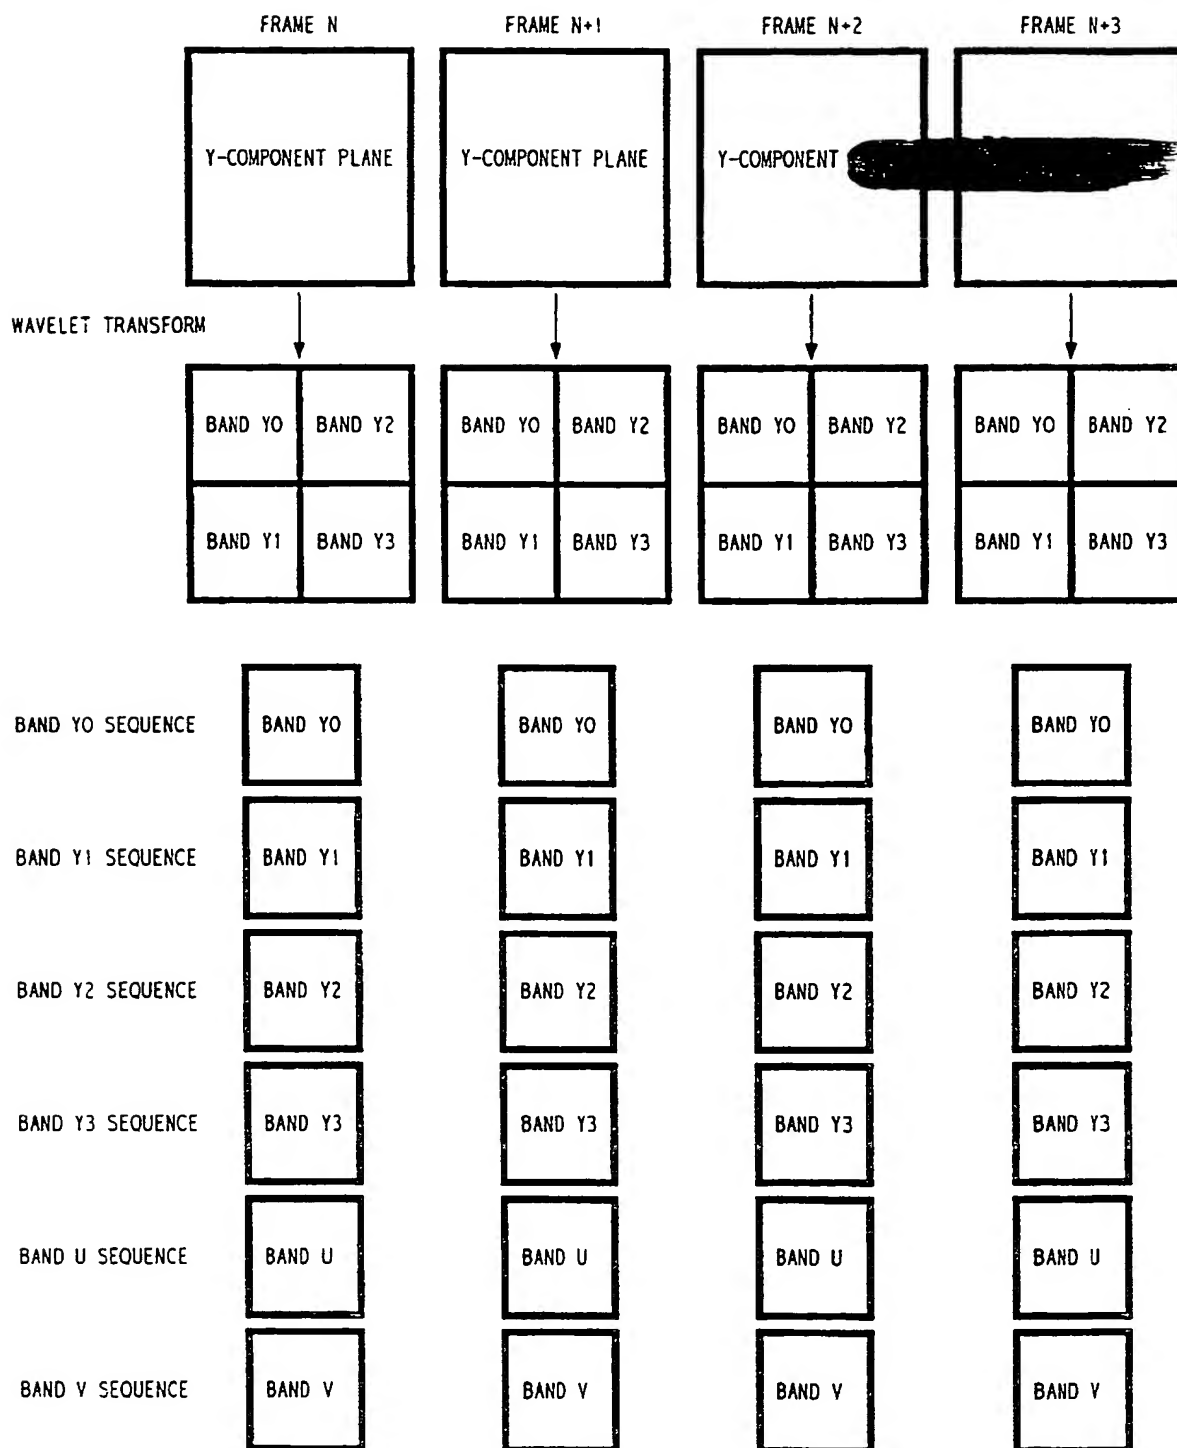 FRAME N FRAME N+1 FRAME N+2 FRAME N+3
Y-COMPONENT PLANE Y-COMPONENT PLANE Y-COMPONENT
WAVELET TRANSFORM
BAND Y0 BAND Y2 BAND Y0 BAND Y2 BAND Y0 BAND Y2 BAND Y0 BAND Y2
BAND Y1 BAND Y3 BAND Y1 BAND Y3 BAND Y1 BAND Y3 BAND Y1 BAND Y3
BAND Y0 SEQUENCE BAND Y0 BAND Y0 BAND Y0 BAND Y0
BAND Y1 SEQUENCE BAND Y1 BAND Y1 BAND Y1 BAND Y1
BAND Y2 SEQUENCE BAND Y2 BAND Y2 BAND Y2 BAND Y2
BAND Y3 SEQUENCE BAND Y3 BAND Y3 BAND Y3 BAND Y3
BAND U SEQUENCE BAND U BAND U BAND U BAND U
BAND V SEQUENCE BAND V BAND V BAND V BAND V